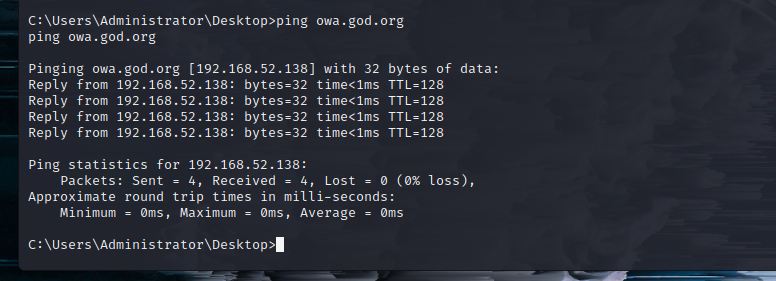 C:\Users\Administrator\Desktop>ping owa.god.org
ping owa.god.org
Pinging owa.god.org [192.168.52.138] with 32 bytes of data:
Reply from 192.168.52.138: bytes=32 time<1ms TTL=128
Reply from 192.168.52.138: bytes=32 time<1ms TTL=128
Reply from 192.168.52.138: bytes=32 time<1ms TTL=128
Reply from 192.168.52.138: bytes=32 time<1ms TTL=128
Ping statistics for 192.168.52.138:
    Packets: Sent = 4, Received = 4, Lost = 0 (0% loss),
Approximate round trip times in milli-seconds:
    Minimum = 0ms, Maximum = 0ms, Average = 0ms
C:\Users\Administrator\Desktop>